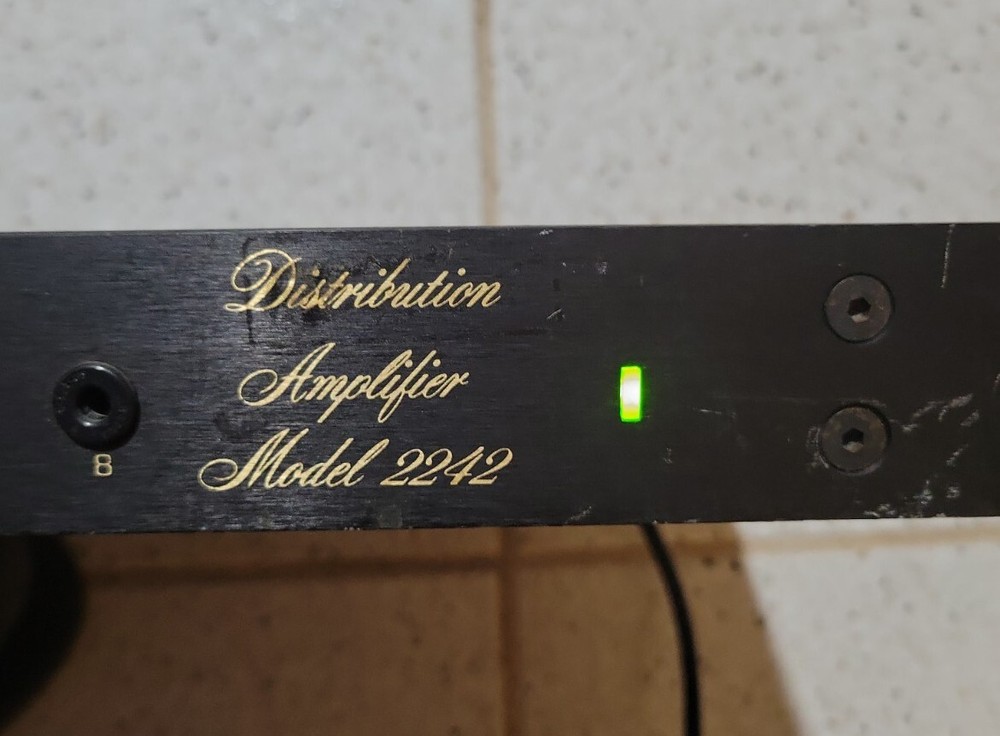 Distribution
Amplifier
8
Model 2242